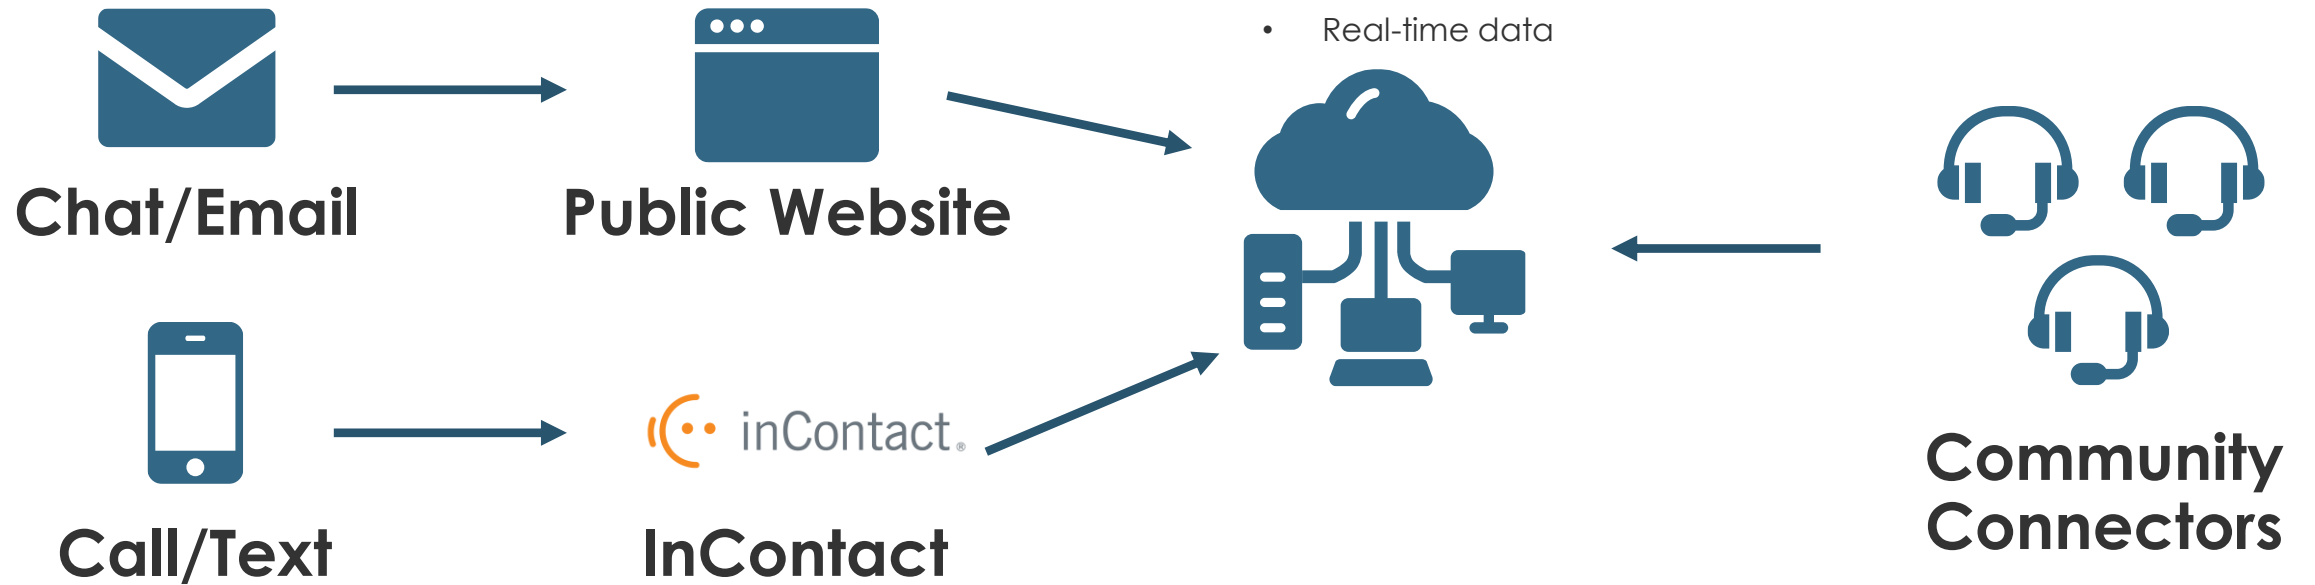 • Real-time data
Chat/Email
Public Website
inContact®
Call/Text
InContact
Community
Connectors